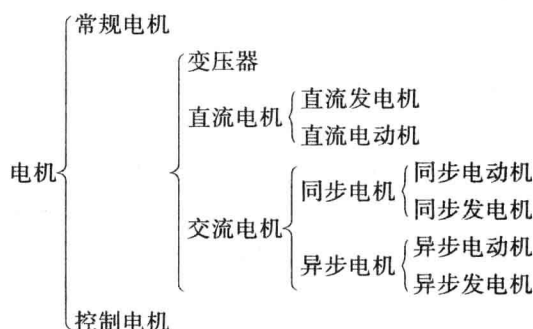 常规电机
变压器
直流发电机
直流电机
直流电动机
电机
同步电动机
同步电机
同步发电机
交流电机
异步电动机
异步电机
异步发电机
控制电机